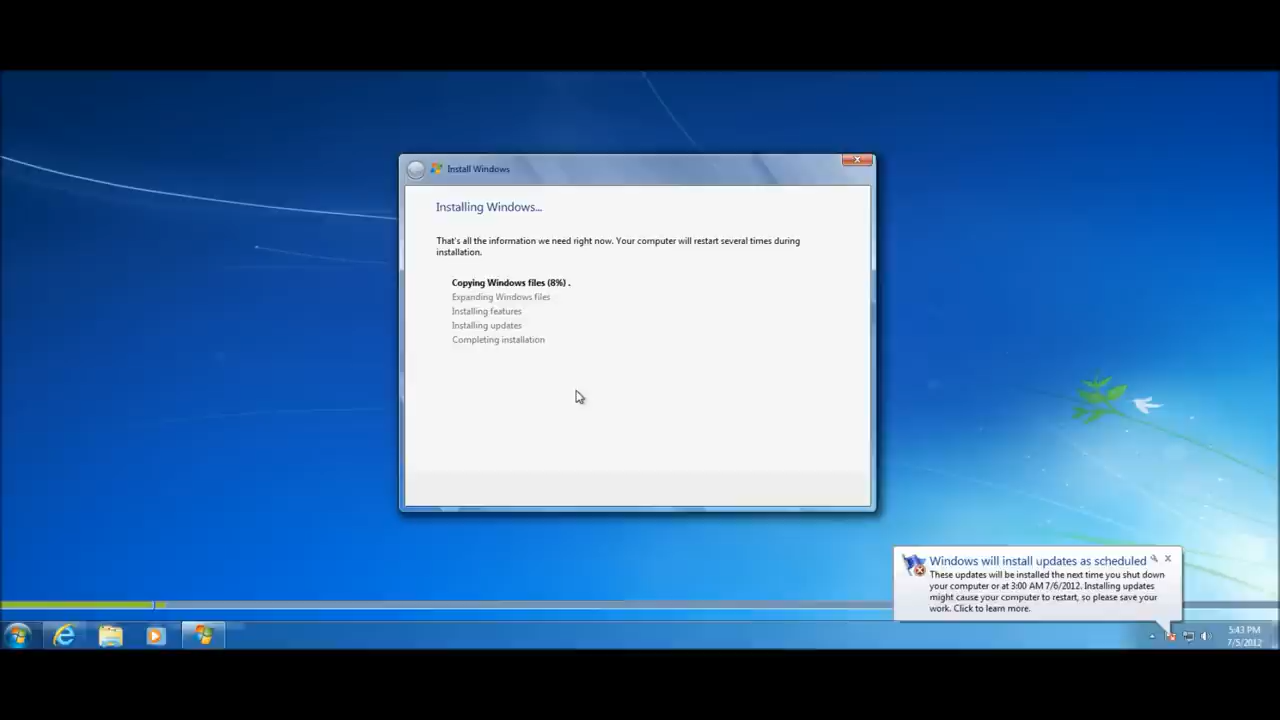 Install Windows
Installing Windows...
That's all the information we need right now. Your computer will restart several times during
installation.
Copying Windows files (8%) .
Expanding Windows files
Installing features
Installing updates
Completing installation
Windows will install updates as scheduled
These updates will be installed the next time you shut down
your computer or at 3:00 AM 7/6/2012. Installing updates
might cause your computer to restart, so please save your
work. Click to learn more.
5:43 PM
7/5/2012